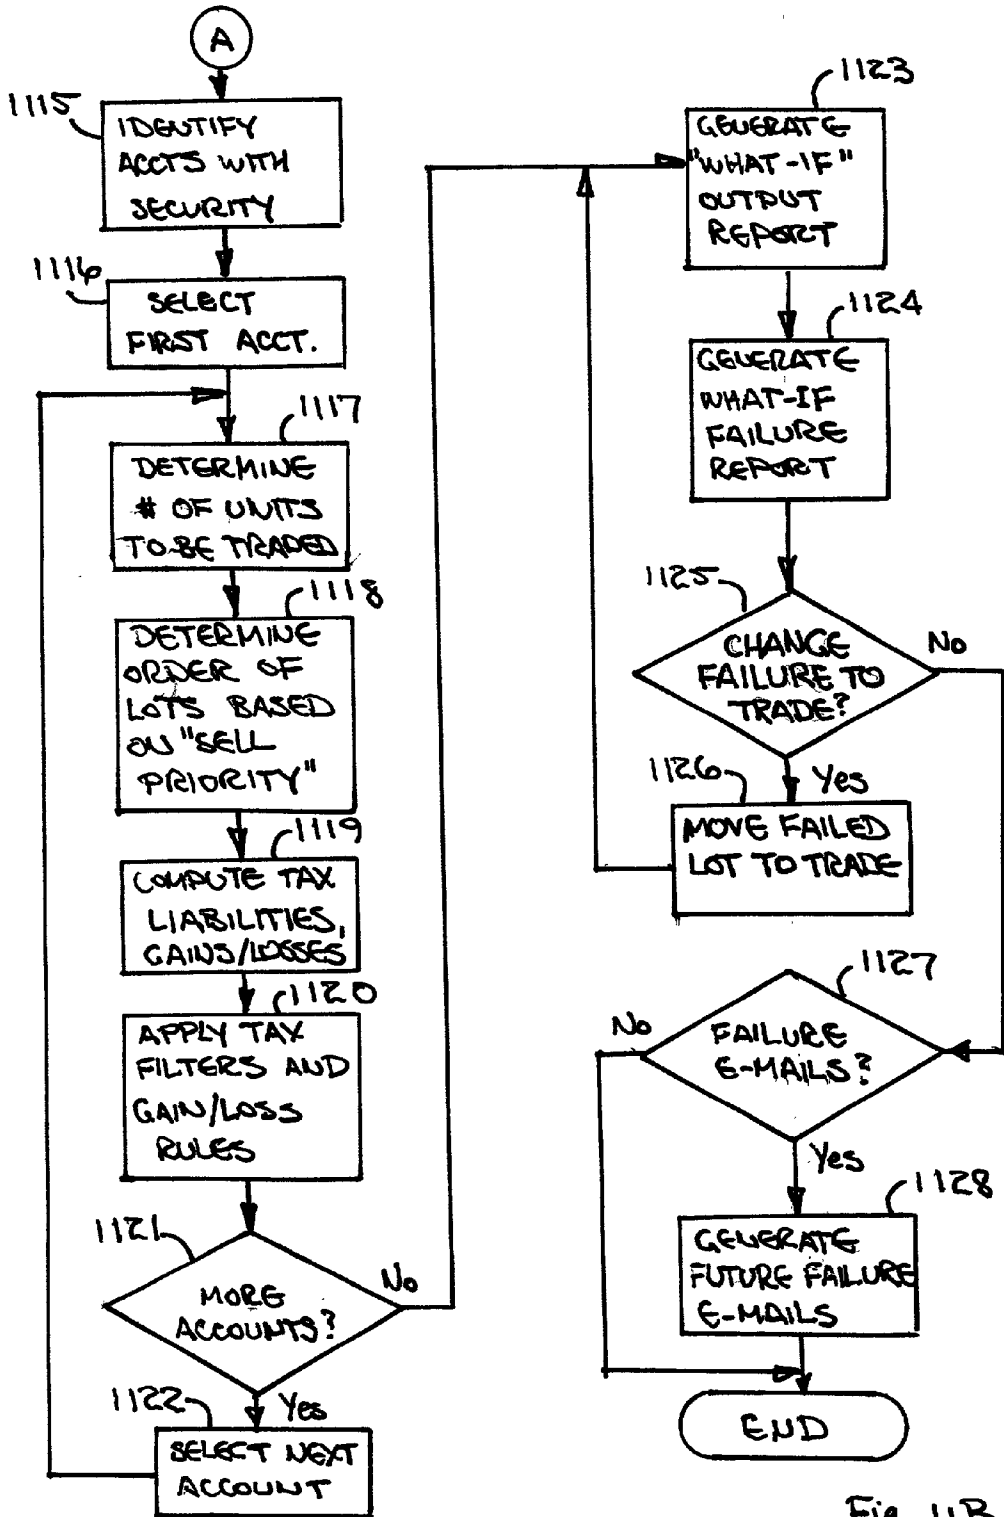 A
1115
IDENTIFY
ACCTS WITH
SECURITY
1116
SELECT
FIRST ACCT.
1117
DETERMINE
# OF UNITS
TO BE TRADED
1118
DETERMINE
ORDER OF
LOTS BASED
ON "SELL
PRIORITY"
1119
COMPUTE TAX
LIABILITIES,
GAINS/LOSSES
1120
APPLY TAX
FILTERS AND
GAIN/LOSS
RULES
1121
MORE
ACCOUNTS?
No
Yes
1122
SELECT NEXT
ACCOUNT
1123
GENERATE
"WHAT-IF"
OUTPUT
REPORT
1124
GENERATE
WHAT-IF
FAILURE
REPORT
1125
CHANGE
FAILURE TO
TRADE?
No
Yes
1126
MOVE FAILED
LOT TO TRADE
1127
FAILURE
E-MAILS?
No
Yes
1128
GENERATE
FUTURE FAILURE
E-MAILS
END
Fig. 11B